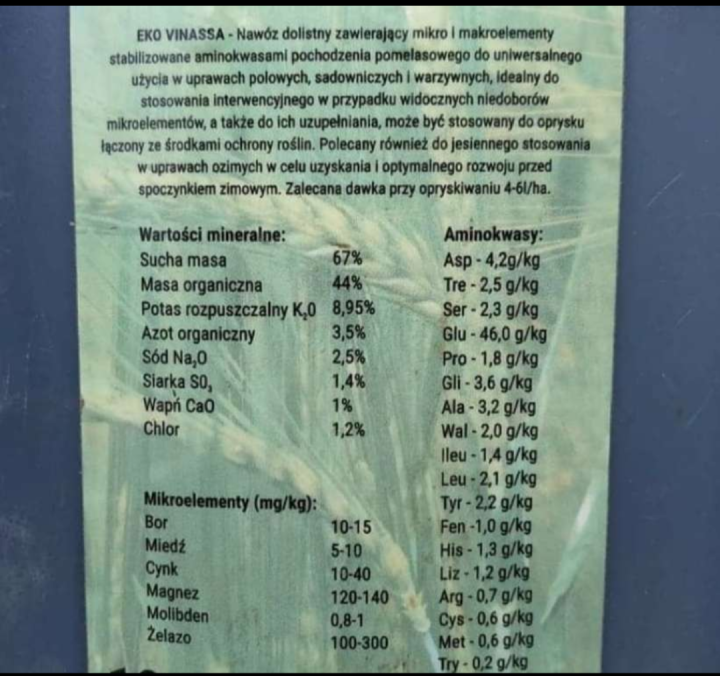 EKO VINASSA - Nawóz dolistny zawierający mikro i makroelementy
stabilizowane aminokwasami pochodzenia pomelasowego do uniwersalnego
użycia w uprawach polowych, sadowniczych i warzywnych, idealny do
stosowania interwencyjnego w przypadku widocznych niedoborów
mikroelementów, a także do ich uzupełniania, może być stosowany do oprysku
łączony ze środkami ochrony roślin. Polecany również do jesiennego stosowania
w uprawach ozimych w celu uzyskania i optymalnego rozwoju przed
spoczynkiem zimowym. Zalecana dawka przy opryskiwaniu 4-6l/ha.
Wartości mineralne:
Sucha masa 67%
Masa organiczna 44%
Potas rozpuszczalny K₂0 8,95%
Azot organiczny 3,5%
Sód Na₂O 2,5%
Siarka SO₃ 1,4%
Wapń CaO 1%
Chlor 1,2%
Mikroelementy (mg/kg):
Bor 10-15
Miedź 5-10
Cynk 10-40
Magnez 120-140
Molibden 0,8-1
Żelazo 100-300
Aminokwasy:
Asp - 4,2g/kg
Tre - 2,5 g/kg
Ser - 2,3 g/kg
Glu - 46,0 g/kg
Pro - 1,8 g/kg
Gli - 3,6 g/kg
Ala - 3,2 g/kg
Wal - 2,0 g/kg
Ileu - 1,4 g/kg
Leu - 2,1 g/kg
Tyr - 2,2 g/kg
Fen -1,0 g/kg
His - 1,3 g/kg
Liz - 1,2 g/kg
Arg - 0,7 g/kg
Cys - 0,6 g/kg
Met - 0,6 g/kg
Try - 0,2 g/kg